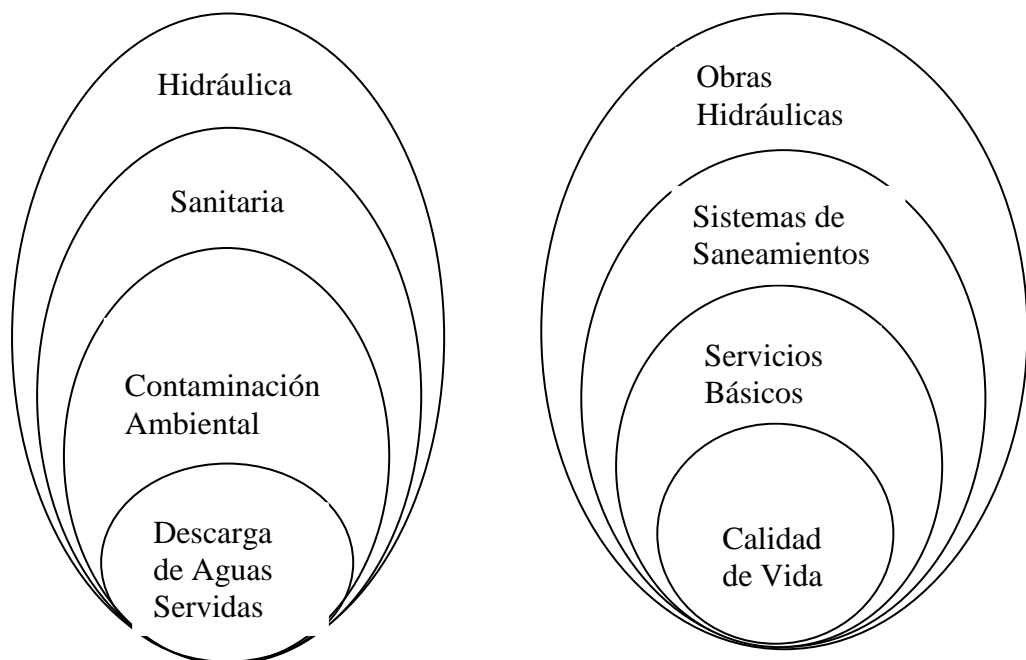 Hidráulica
Sanitaria
Contaminación
Ambiental
Descarga
de Aguas
Servidas
Obras
Hidráulicas
Sistemas de
Saneamientos
Servicios
Básicos
Calidad
de Vida